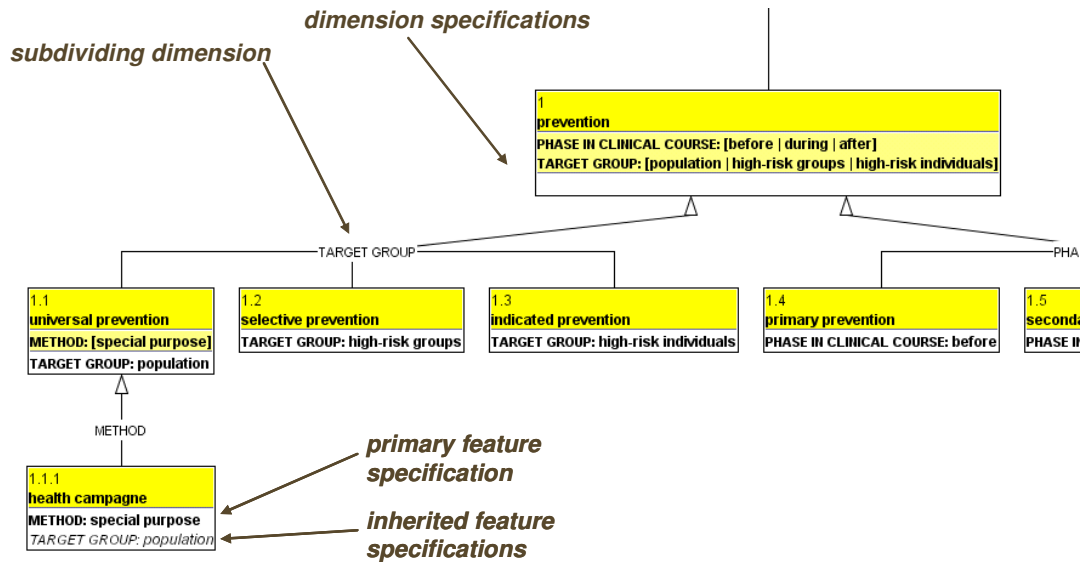 dimension specifications
subdividing dimension
1
prevention
PHASE IN CLINICAL COURSE: [before | during | after]
TARGET GROUP: [population | high-risk groups | high-risk individuals]
TARGET GROUP
PHA
1.1
universal prevention
METHOD: [special purpose]
TARGET GROUP: population
1.2
selective prevention
TARGET GROUP: high-risk groups
1.3
indicated prevention
TARGET GROUP: high-risk individuals
1.4
primary prevention
PHASE IN CLINICAL COURSE: before
1.5
seconda
PHASE IN
METHOD
1.1.1
health campagne
METHOD: special purpose
TARGET GROUP: population
primary feature
specification
inherited feature
specifications